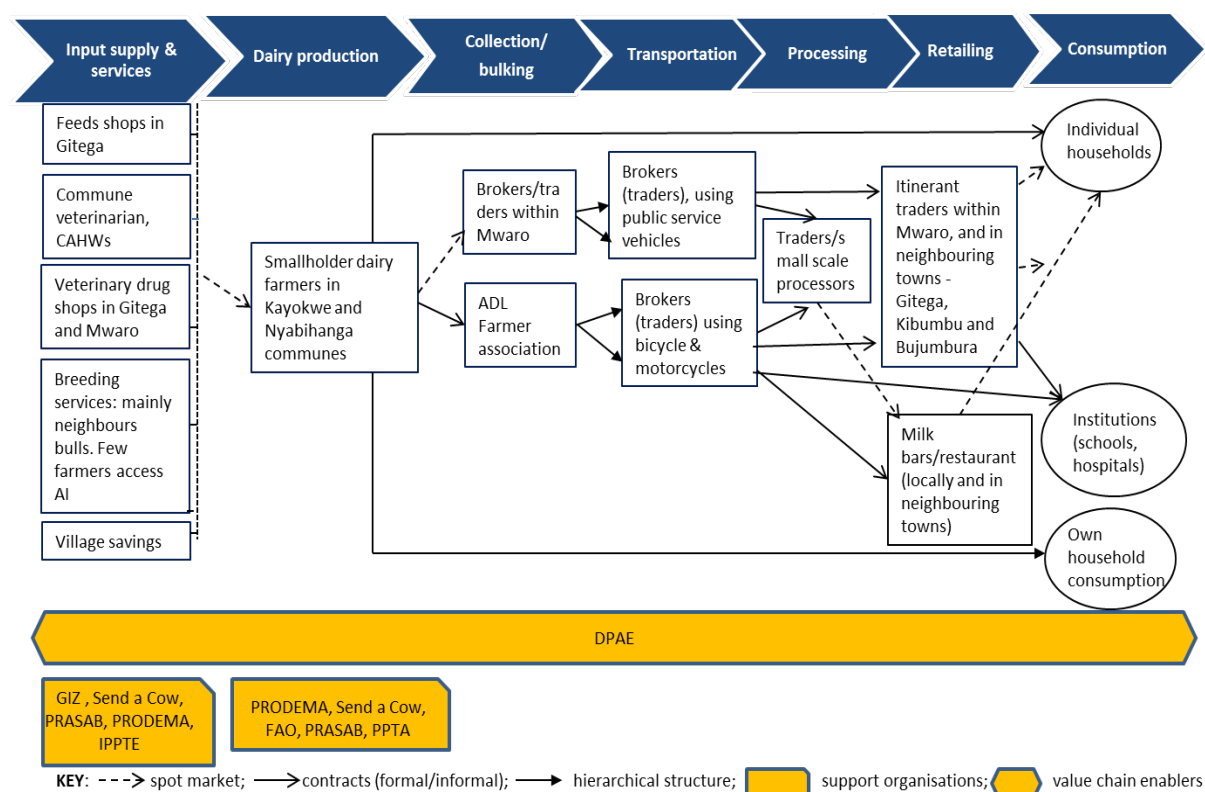 Input supply &
services
Dairy production
Collection/
bulking
Transportation
Processing
Retailing
Consumption
Feeds shops in
Gitega
Commune
veterinarian,
CAHWs
Veterinary drug
shops in Gitega
and Mwaro
Breeding
services: mainly
neighbours
bulls. Few
farmers access
AI
Village savings
Smallholder dairy
farmers in
Kayokwe and
Nyabihanga
communes
Brokers/tra
ders within
Mwaro
ADL
Farmer
association
Brokers
(traders), using
public service
vehicles
Brokers
(traders) using
bicycle &
motorcycles
Traders/s
mall scale
processors
Itinerant
traders within
Mwaro, and in
neighbouring
towns -
Gitega,
Kibumbu and
Bujumbura
Milk
bars/restaurant
(locally and in
neighbouring
towns)
Individual
households
Institutions
(schools,
hospitals)
Own
household
consumption
DPAE
GIZ , Send a Cow,
PRASAB, PRODEMA,
IPPTE
PRODEMA, Send a Cow,
FAO, PRASAB, PPTA
KEY: spot market; contracts (formal/informal); hierarchical structure; support organisations; value chain enablers